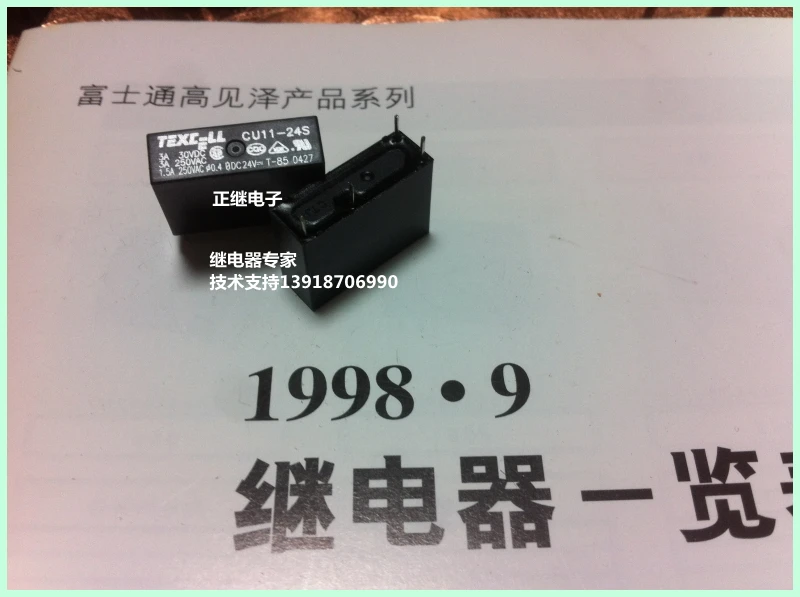 富士通高见泽产品系列
TEXCELL CU11-24S
3A 30VDC
3A 250VAC
1.5A 250VAC φ0.4 DC24V T-85 0427
正继电子
继电器专家
技术支持13918706990
1998·9
继电器一览